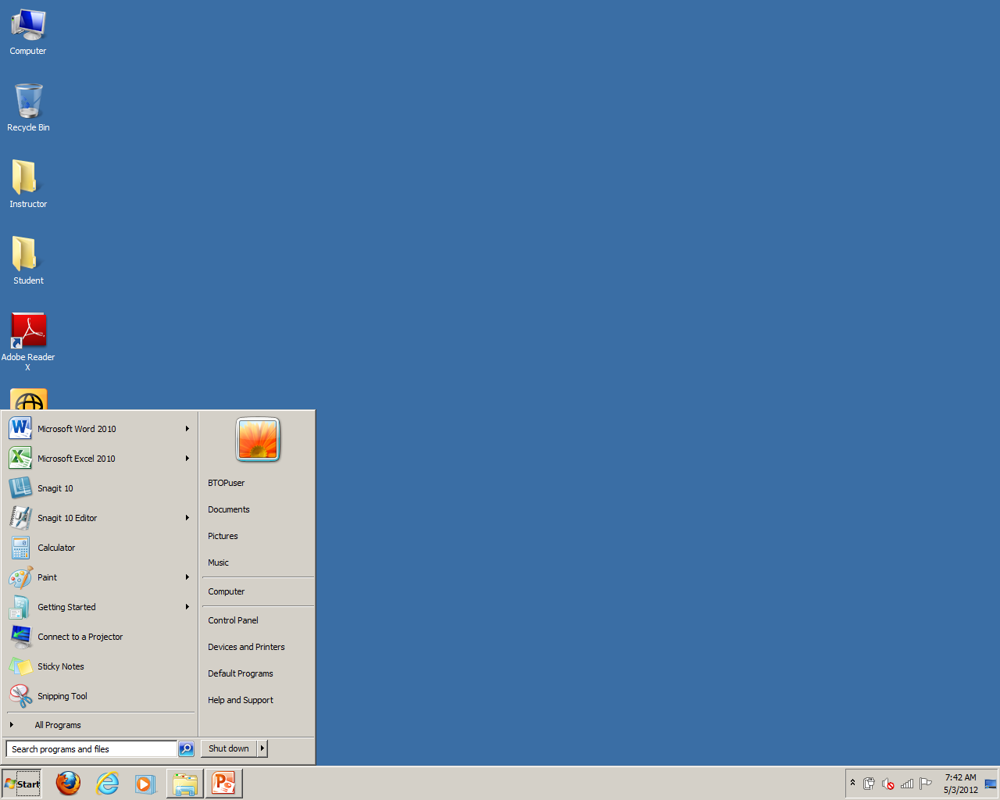 Computer
Recycle Bin
Instructor
Student
Adobe Reader
X
Microsoft Word 2010
Microsoft Excel 2010
Snagit 10
Snagit 10 Editor
Calculator
Paint
Getting Started
Connect to a Projector
Sticky Notes
Snipping Tool
All Programs
Search programs and files
BTOPuser
Documents
Pictures
Music
Computer
Control Panel
Devices and Printers
Default Programs
Help and Support
Shut down
Start
7:42 AM
5/3/2012